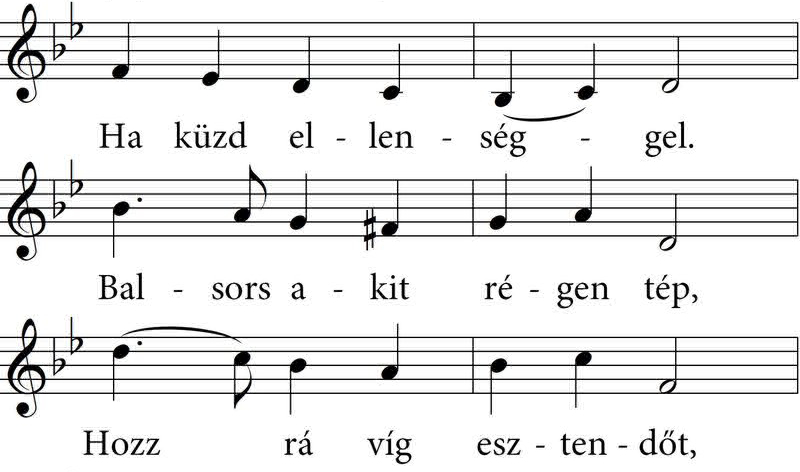 Ha küzd el - len - ség - gel.
Bal - sors a - kit ré - gen tép,
Hozz rá víg esz - ten - dőt,